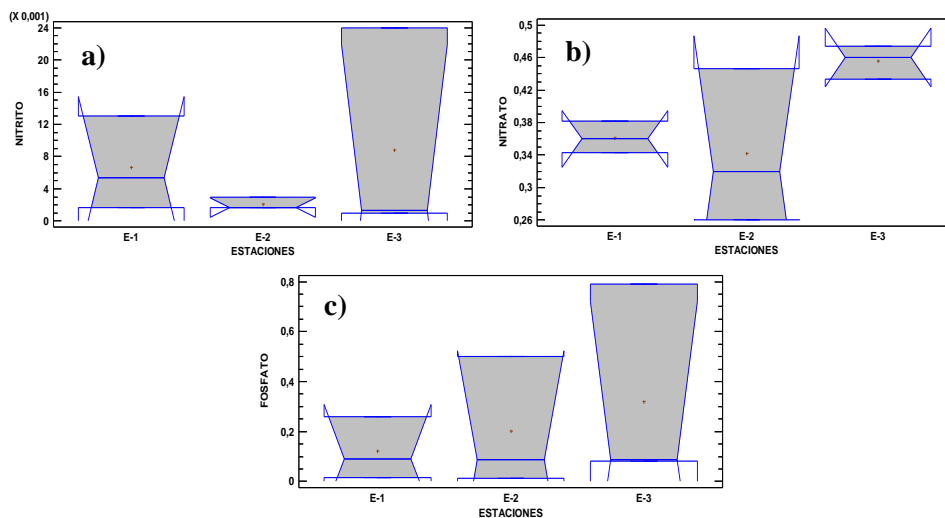 (X 0,001)
a)
24
20
16
12
8
4
0
NITRITO
E-1 E-2 E-3
ESTACIONES
b)
0,56
0,5
0,46
0,42
0,38
0,34
0,3
0,26
NITRATO
E-1 E-2 E-3
ESTACIONES
c)
0,8
0,6
0,4
0,2
0
FOSFATO
E-1 E-2 E-3
ESTACIONES